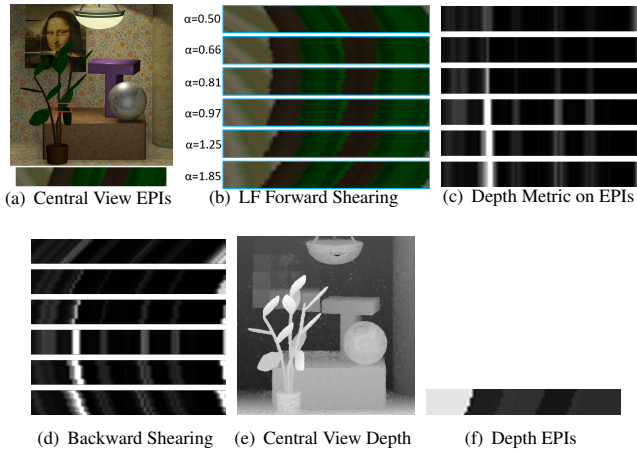 α=0.50
α=0.66
α=0.81
α=0.97
α=1.25
α=1.85
(a) Central View EPIs
(b) LF Forward Shearing
(c) Depth Metric on EPIs
(d) Backward Shearing
(e) Central View Depth
(f) Depth EPIs